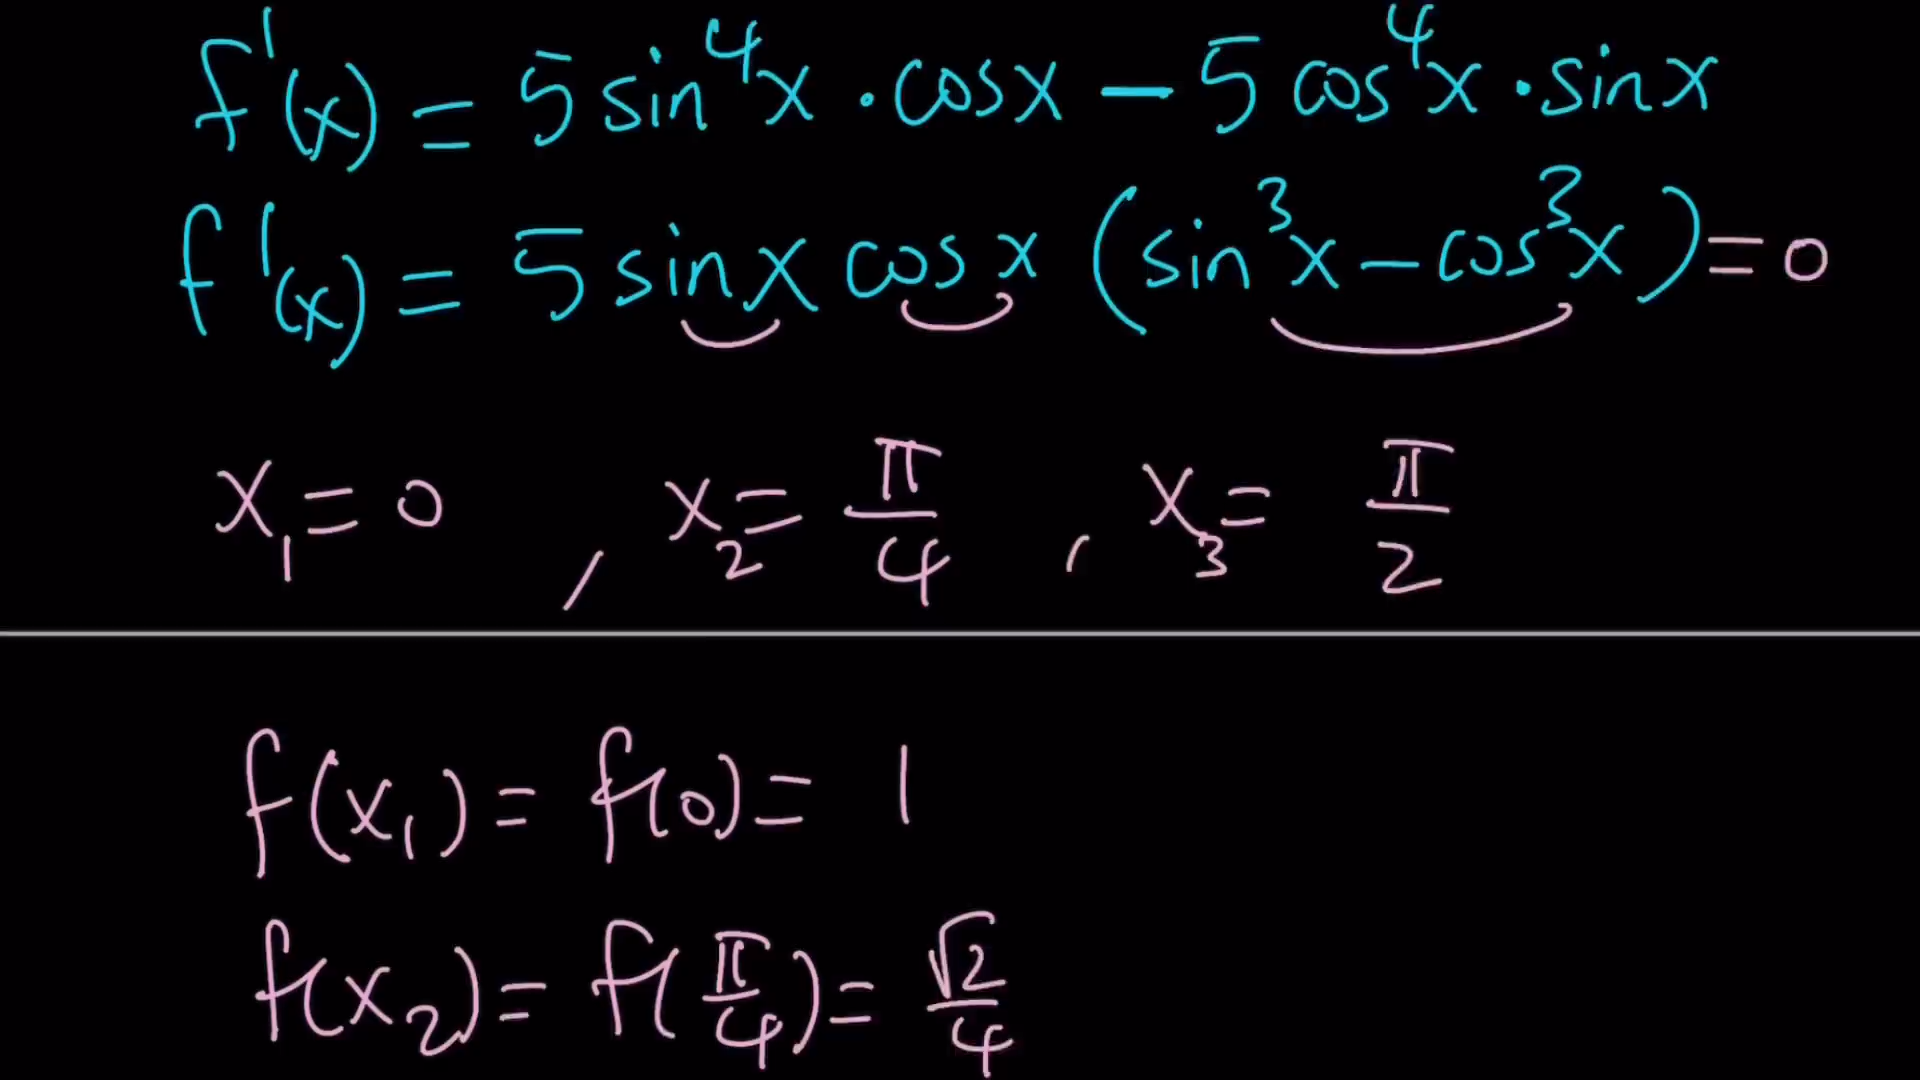 f'(x) = 5 sin⁴x · cosx − 5 cos⁴x · sinx
f'(x) = 5 sinx cosx (sin³x − cos³x) = 0
x₁ = 0 , x₂ = π/4 , x₃ = π/2
f(x₁) = f(0) = 1
f(x₂) = f(π/4) = √2/4